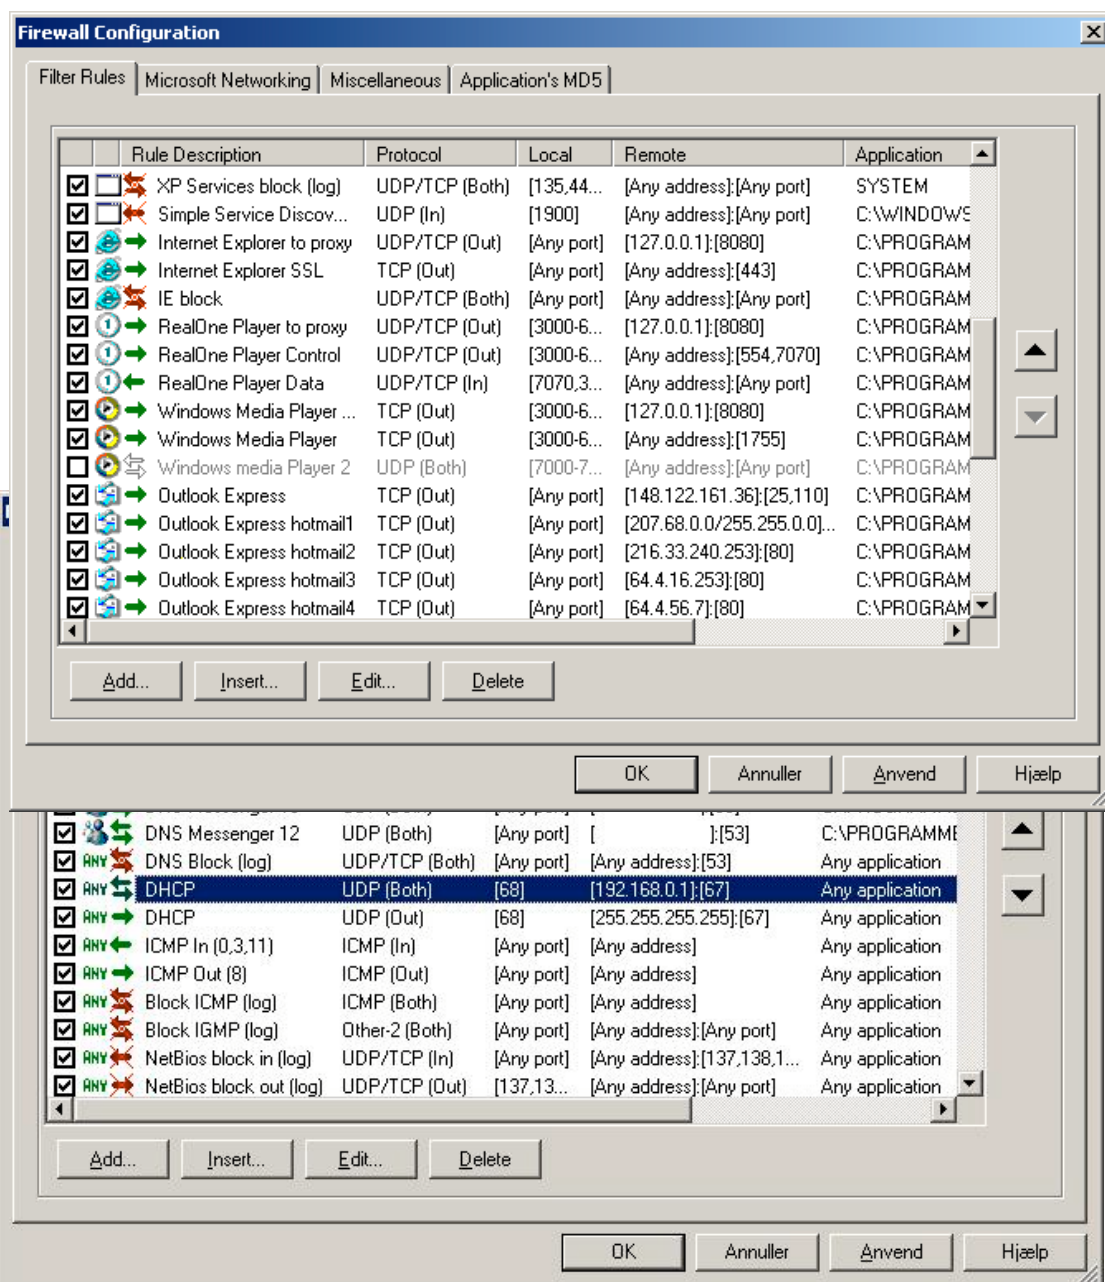 Firewall Configuration
Filter Rules Microsoft Networking Miscellaneous Application's MD5
Rule Description Protocol Local Remote Application
XP Services block (log) UDP/TCP (Both) [135,44... [Any address]:[Any port] SYSTEM
Simple Service Discov... UDP (In) [1900] [Any address]:[Any port] C:\WINDOWS
Internet Explorer to proxy UDP/TCP (Out) [Any port] [127.0.0.1]:[8080] C:\PROGRAM
Internet Explorer SSL TCP (Out) [Any port] [Any address]:[443] C:\PROGRAM
IE block UDP/TCP (Both) [Any port] [Any address]:[Any port] C:\PROGRAM
RealOne Player to proxy UDP/TCP (Out) [3000-6... [127.0.0.1]:[8080] C:\PROGRAM
RealOne Player Control UDP/TCP (Out) [3000-6... [Any address]:[554,7070] C:\PROGRAM
RealOne Player Data UDP/TCP (In) [7070,3... [Any address]:[Any port] C:\PROGRAM
Windows Media Player ... TCP (Out) [3000-6... [127.0.0.1]:[8080] C:\PROGRAM
Windows Media Player TCP (Out) [3000-6... [Any address]:[1755] C:\PROGRAM
Windows media Player 2 UDP (Both) [7000-7... [Any address]:[Any port] C:\PROGRAM
Outlook Express TCP (Out) [Any port] [148.122.161.36]:[25,110] C:\PROGRAM
Outlook Express hotmail1 TCP (Out) [Any port] [207.68.0.0/255.255.0.0]... C:\PROGRAM
Outlook Express hotmail2 TCP (Out) [Any port] [216.33.240.253]:[80] C:\PROGRAM
Outlook Express hotmail3 TCP (Out) [Any port] [64.4.16.253]:[80] C:\PROGRAM
Outlook Express hotmail4 TCP (Out) [Any port] [64.4.56.7]:[80] C:\PROGRAM
Add... Insert... Edit... Delete
OK Annuller Anvend Hjælp
DNS Messenger 12 UDP (Both) [Any port] [ ]:[53] C:\PROGRAMME
ANY DNS Block (log) UDP/TCP (Both) [Any port] [Any address]:[53] Any application
ANY DHCP UDP (Both) [68] [192.168.0.1]:[67] Any application
ANY DHCP UDP (Out) [68] [255.255.255.255]:[67] Any application
ANY ICMP In (0,3,11) ICMP (In) [Any port] [Any address] Any application
ANY ICMP Out (8) ICMP (Out) [Any port] [Any address] Any application
ANY Block ICMP (log) ICMP (Both) [Any port] [Any address] Any application
ANY Block IGMP (log) Other-2 (Both) [Any port] [Any address]:[Any port] Any application
ANY NetBios block in (log) UDP/TCP (In) [Any port] [Any address]:[137,138,1... Any application
ANY NetBios block out (log) UDP/TCP (Out) [137,13... [Any address]:[Any port] Any application
Add... Insert... Edit... Delete
OK Annuller Anvend Hjælp